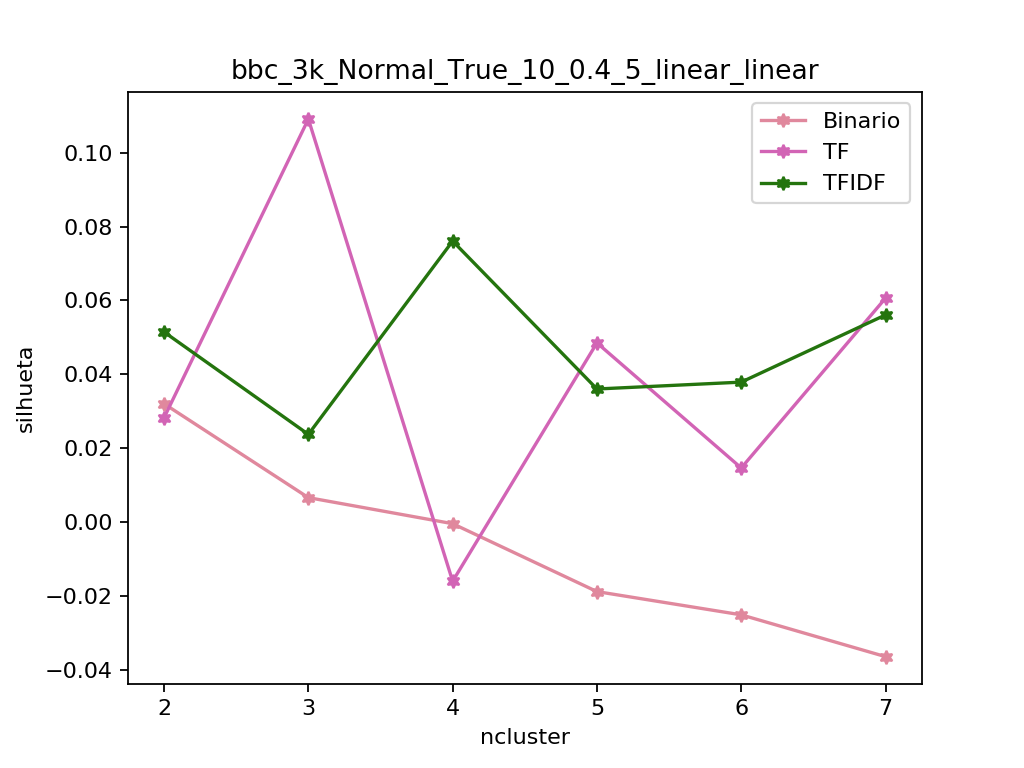 bbc_3k_Normal_True_10_0.4_5_linear_linear
Binario
TF
TFIDF
silhueta
0.10
0.08
0.06
0.04
0.02
0.00
−0.02
−0.04
2 3 4 5 6 7
ncluster